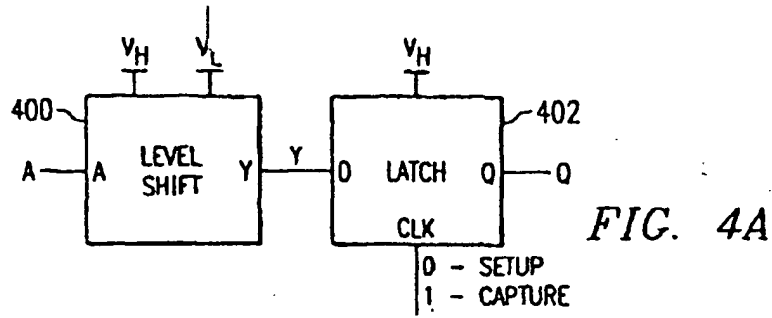 V_H V_L V_H
400 402
A A LEVEL SHIFT Y Y D LATCH Q Q
CLK
FIG. 4A
0 - SETUP
1 - CAPTURE